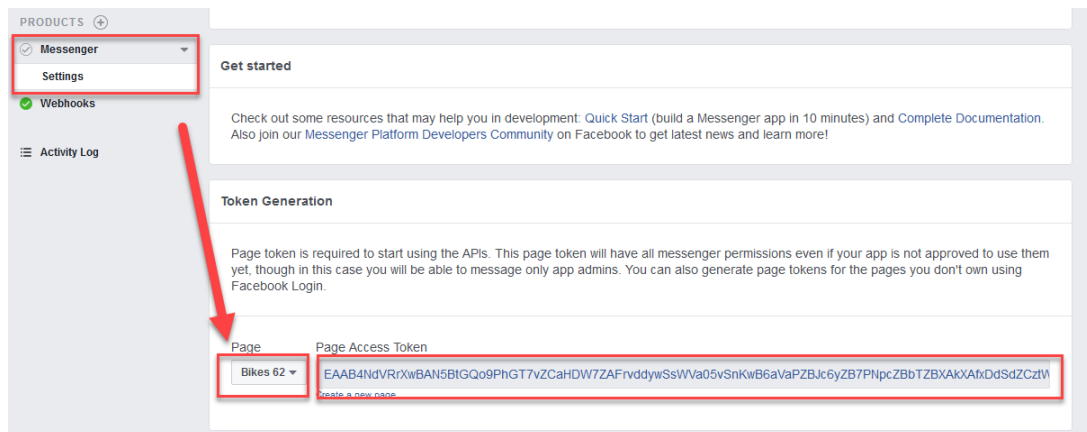 PRODUCTS
Messenger
Settings
Webhooks
Activity Log
Get started
Check out some resources that may help you in development: Quick Start (build a Messenger app in 10 minutes) and Complete Documentation.
Also join our Messenger Platform Developers Community on Facebook to get latest news and learn more!
Token Generation
Page token is required to start using the APIs. This page token will have all messenger permissions even if your app is not approved to use them
yet, though in this case you will be able to message only app admins. You can also generate page tokens for the pages you don't own using
Facebook Login.
Page Page Access Token
Bikes 62 EAAB4NdVRrXwBAN5BtGQo9PhGT7vZCaHDW7ZAFrvddywSsWVa05vSnKwB6aVaPZBJc6yZB7PNpcZBbTZBXAkXAfxDdSdZCztW
Create a new page